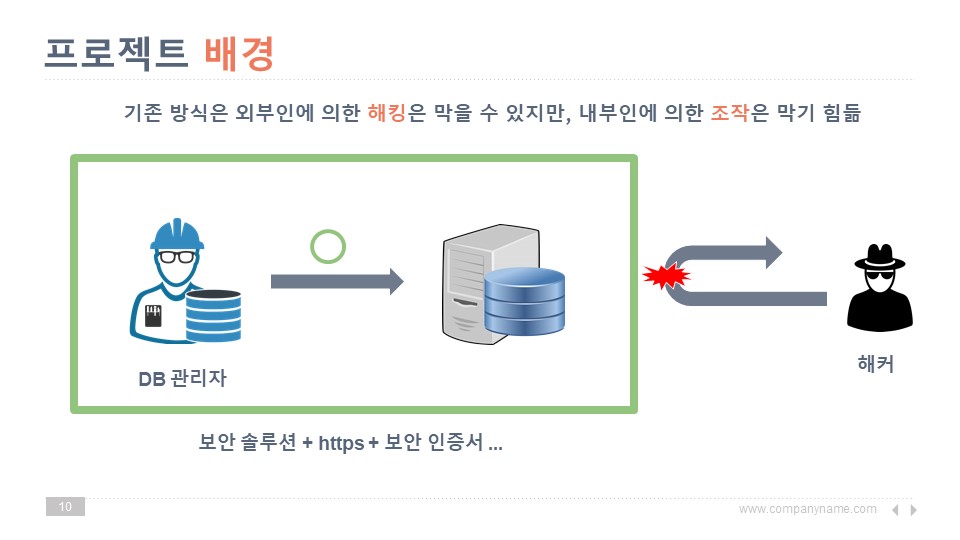 프로젝트 배경
기존 방식은 외부인에 의한 해킹은 막을 수 있지만, 내부인에 의한 조작은 막기 힘듦
DB 관리자
해커
보안 솔루션 + https + 보안 인증서 ...
10
www.companyname.com